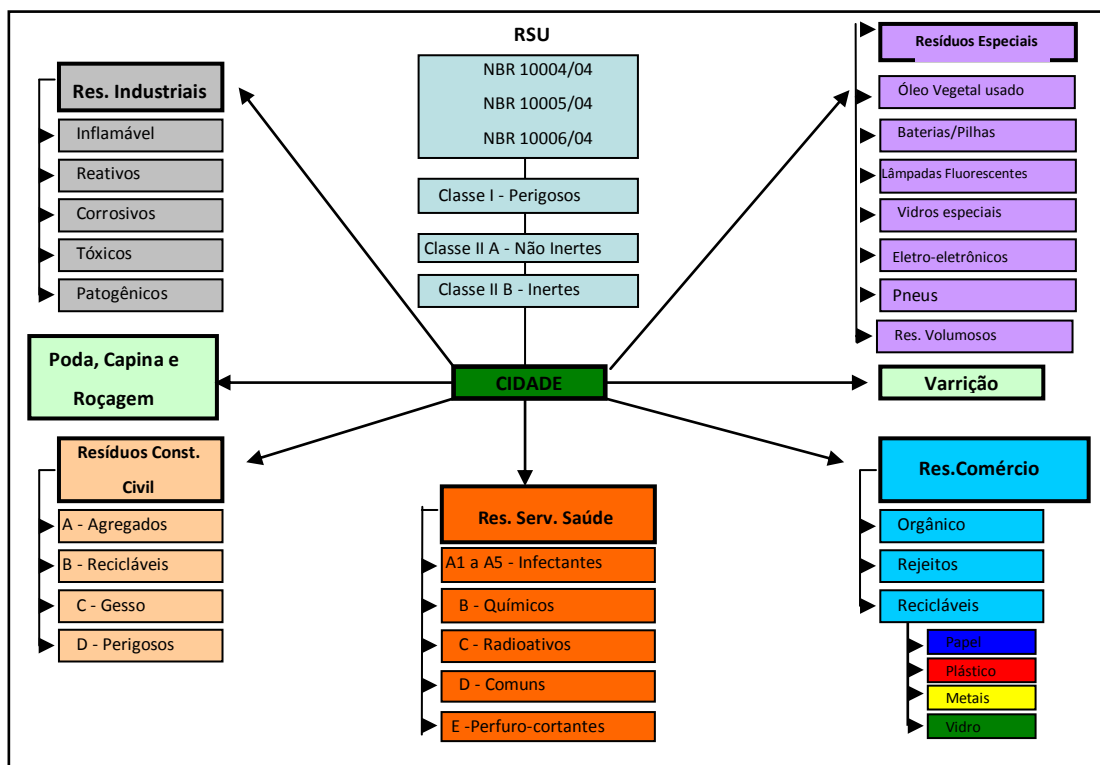 RSU
NBR 10004/04
NBR 10005/04
NBR 10006/04
Classe I - Perigosos
Classe II A - Não Inertes
Classe II B - Inertes
Res. Industriais
Inflamável
Reativos
Corrosivos
Tóxicos
Patogênicos
Resíduos Especiais
Óleo Vegetal usado
Baterias/Pilhas
Lâmpadas Fluorescentes
Vidros especiais
Eletro-eletrônicos
Pneus
Res. Volumosos
Poda, Capina e
Roçagem
CIDADE
Varrição
Resíduos Const.
Civil
A - Agregados
B - Recicláveis
C - Gesso
D - Perigosos
Res. Serv. Saúde
A1 a A5 - Infectantes
B - Químicos
C - Radioativos
D - Comuns
E -Perfuro-cortantes
Res.Comércio
Orgânico
Rejeitos
Recicláveis
Papel
Plástico
Metais
Vidro